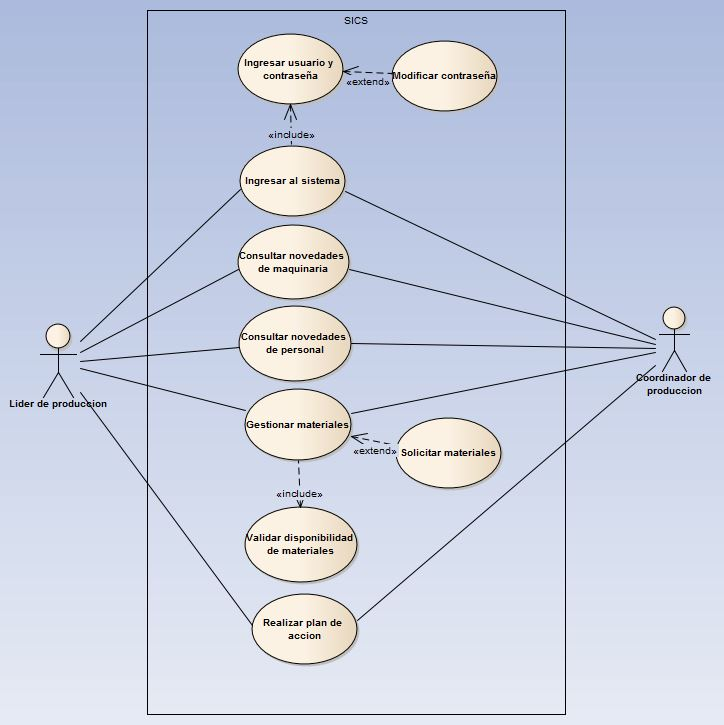 SICS
Ingresar usuario y
contraseña
Modificar contraseña
«extend»
«include»
Ingresar al sistema
Consultar novedades
de maquinaria
Consultar novedades
de personal
Lider de produccion
Coordinador de
produccion
Gestionar materiales
«extend»
Solicitar materiales
«include»
Validar disponibilidad
de materiales
Realizar plan de
accion